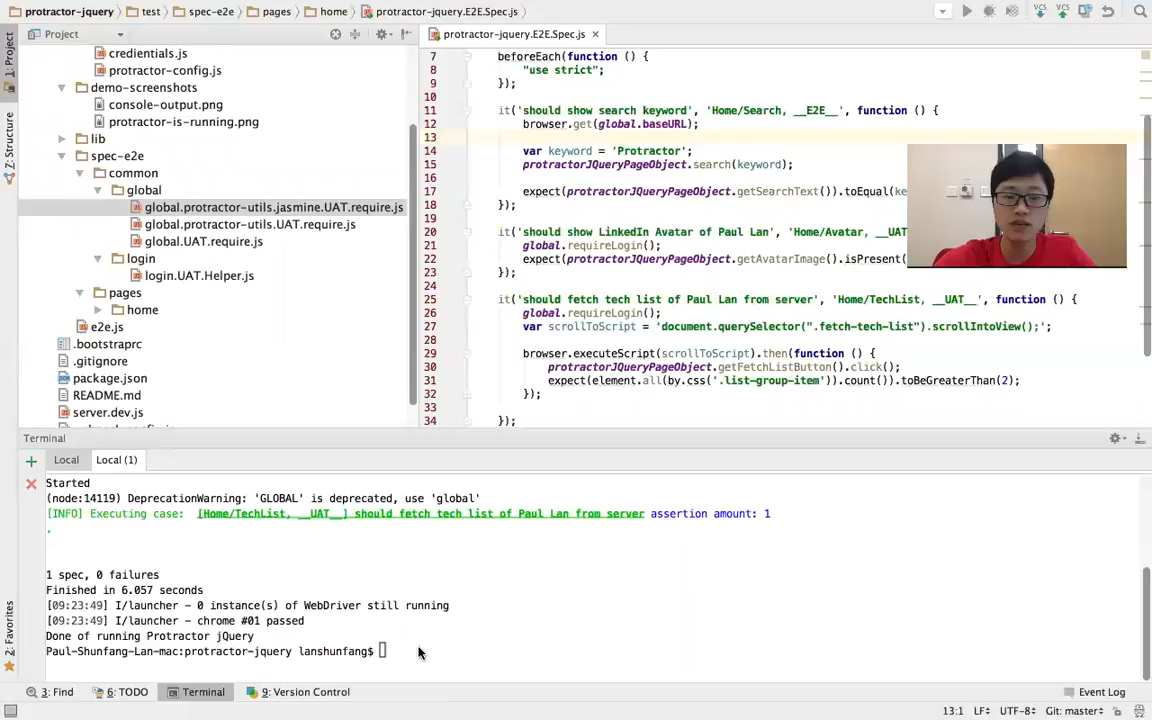 protractor-jquery test spec-e2e pages home protractor-jquery.E2E.Spec.js
Project
protractor-jquery.E2E.Spec.js
1: Project
Z: Structure
2: Favorites
credentials.js
protractor-config.js
demo-screenshots
console-output.png
protractor-is-running.png
lib
spec-e2e
common
global
global.protractor-utils.jasmine.UAT.require.js
global.protractor-utils.UAT.require.js
global.UAT.require.js
login
login.UAT.Helper.js
pages
home
e2e.js
.bootstraprc
.gitignore
package.json
README.md
server.dev.js
7 beforeEach(function () {
8 "use strict";
9 });
10
11 it('should show search keyword', 'Home/Search, __E2E__', function () {
12 browser.get(global.baseURL);
13
14 var keyword = 'Protractor';
15 protractorJQueryPageObject.search(keyword);
16
17 expect(protractorJQueryPageObject.getSearchText()).toEqual(ke
18 });
19
20 it('should show LinkedIn Avatar of Paul Lan', 'Home/Avatar, __UAT
21 global.requireLogin();
22 expect(protractorJQueryPageObject.getAvatarImage().isPresent(
23 });
24
25 it('should fetch tech list of Paul Lan from server', 'Home/TechList, __UAT__', function () {
26 global.requireLogin();
27 var scrollToScript = 'document.querySelector(".fetch-tech-list").scrollIntoView();';
28
29 browser.executeScript(scrollToScript).then(function () {
30 protractorJQueryPageObject.getFetchListButton().click();
31 expect(element.all(by.css('.list-group-item')).count()).toBeGreaterThan(2);
32 });
33
34 });
VCS VCS
Terminal
Local Local (1)
Started
(node:14119) DeprecationWarning: 'GLOBAL' is deprecated, use 'global'
[INFO] Executing case: [Home/TechList, __UAT__] should fetch tech list of Paul Lan from server assertion amount: 1
.
1 spec, 0 failures
Finished in 6.057 seconds
[09:23:49] I/launcher - 0 instance(s) of WebDriver still running
[09:23:49] I/launcher - chrome #01 passed
Done of running Protractor jQuery
Paul-Shunfang-Lan-mac:protractor-jquery lanshunfang$
3: Find 6: TODO Terminal 9: Version Control Event Log
13:1 LF÷ UTF-8÷ Git: master÷